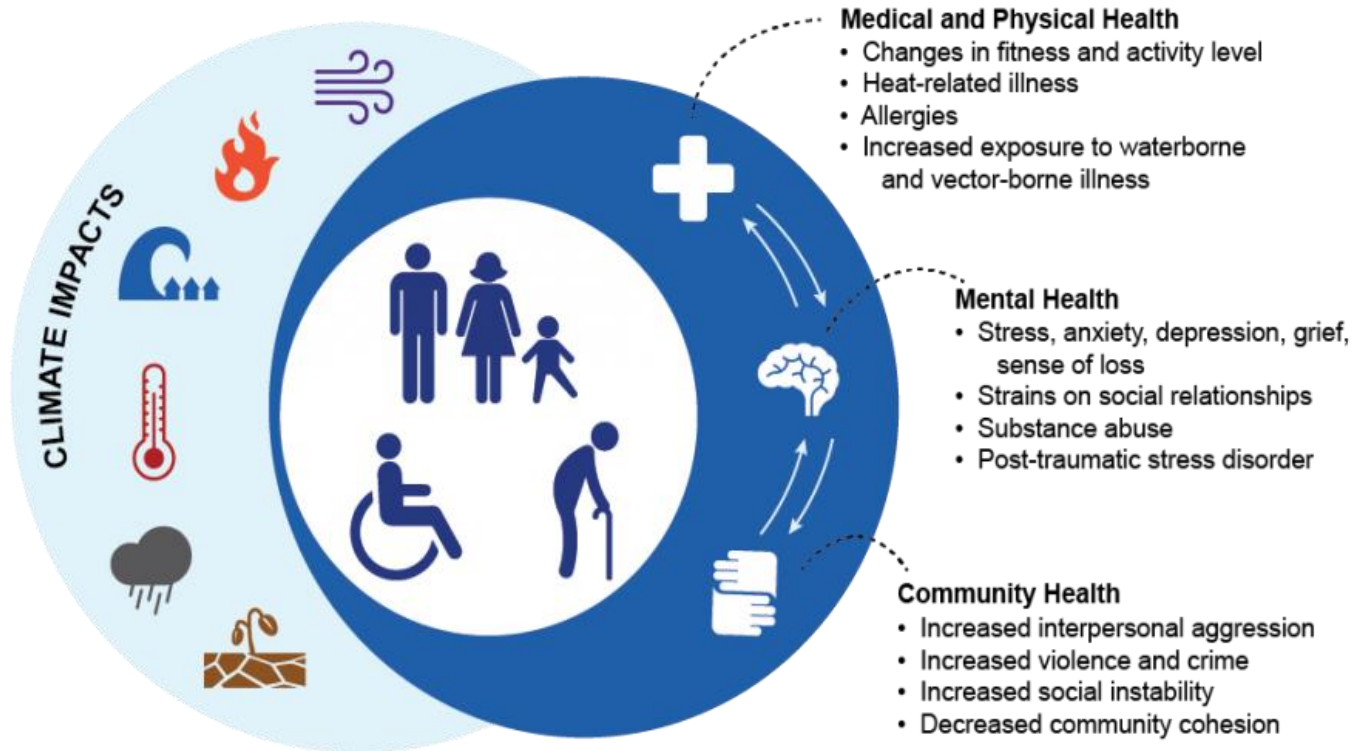 CLIMATE IMPACTS
Medical and Physical Health
• Changes in fitness and activity level
• Heat-related illness
• Allergies
• Increased exposure to waterborne
and vector-borne illness
Mental Health
• Stress, anxiety, depression, grief,
sense of loss
• Strains on social relationships
• Substance abuse
• Post-traumatic stress disorder
Community Health
• Increased interpersonal aggression
• Increased violence and crime
• Increased social instability
• Decreased community cohesion